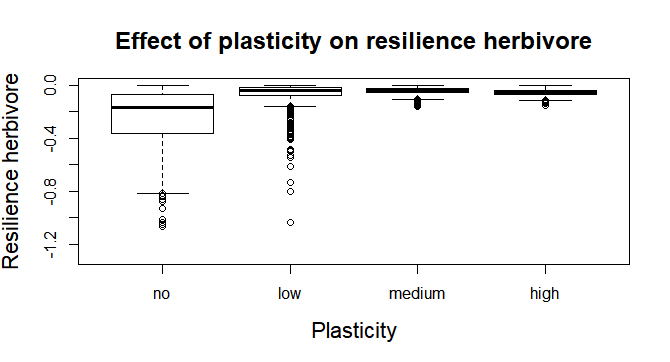 Effect of plasticity on resilience herbivore
Resilience herbivore
0.0
-0.4
-0.8
-1.2
no low medium high
Plasticity